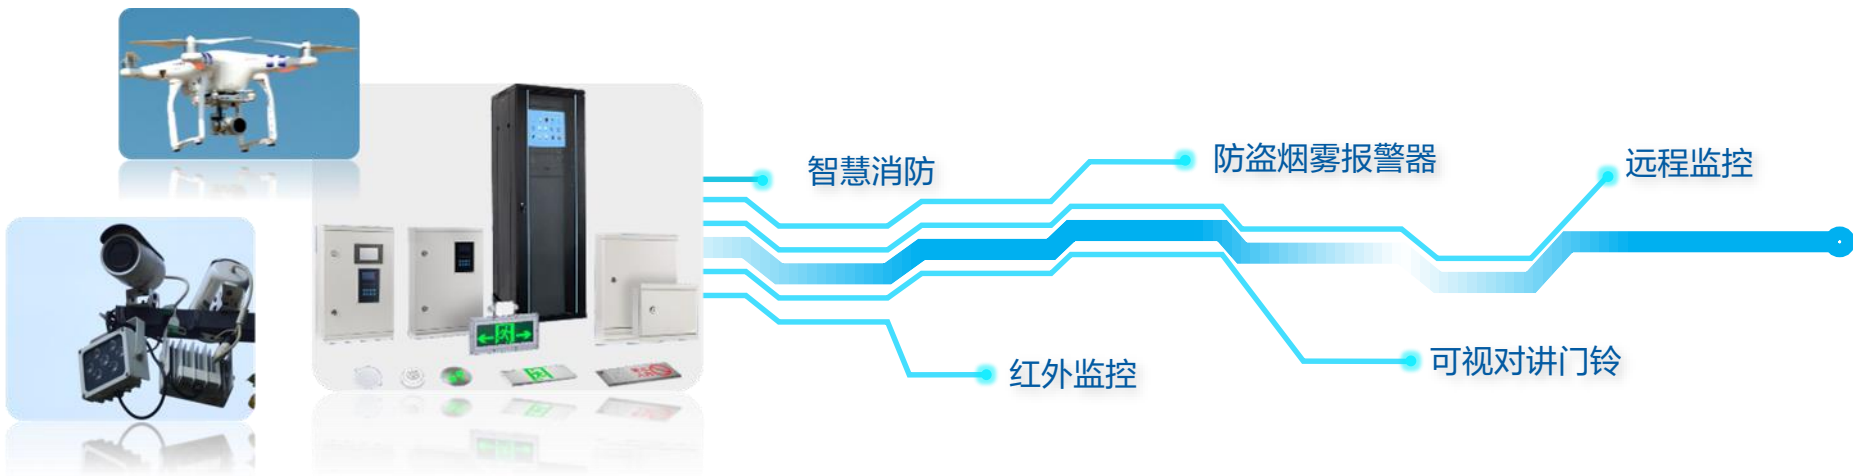 智慧消防
防盗烟雾报警器
远程监控
红外监控
可视对讲门铃